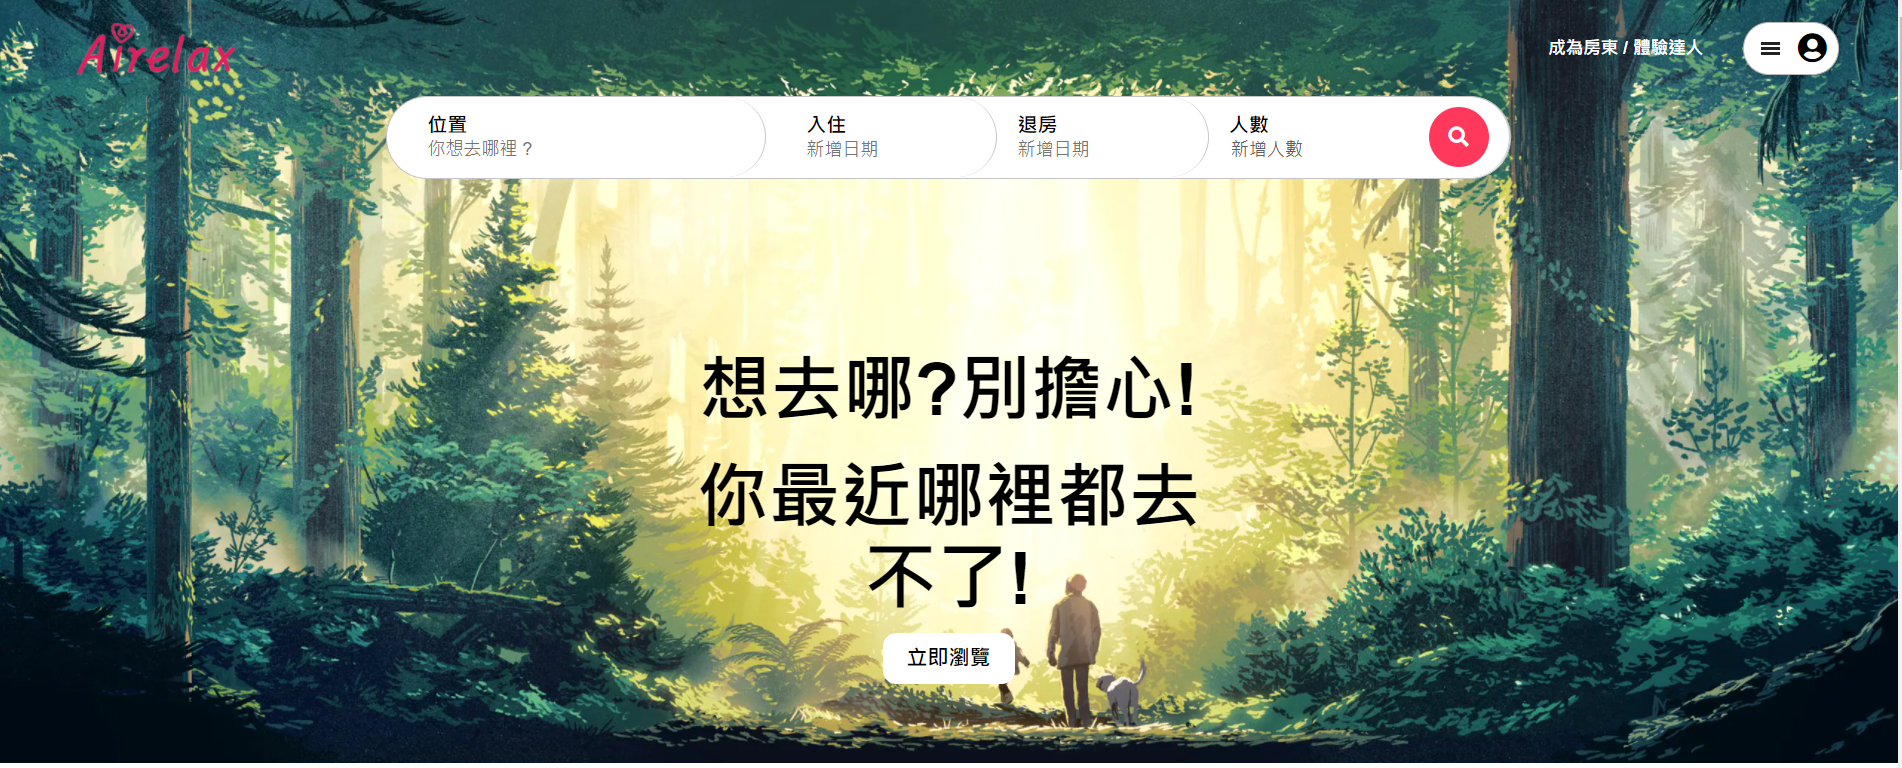 Airelax
成為房東 / 體驗達人
位置
你想去哪裡 ?
入住
新增日期
退房
新增日期
人數
新增人數
想去哪?別擔心!
你最近哪裡都去
不了!
立即瀏覽